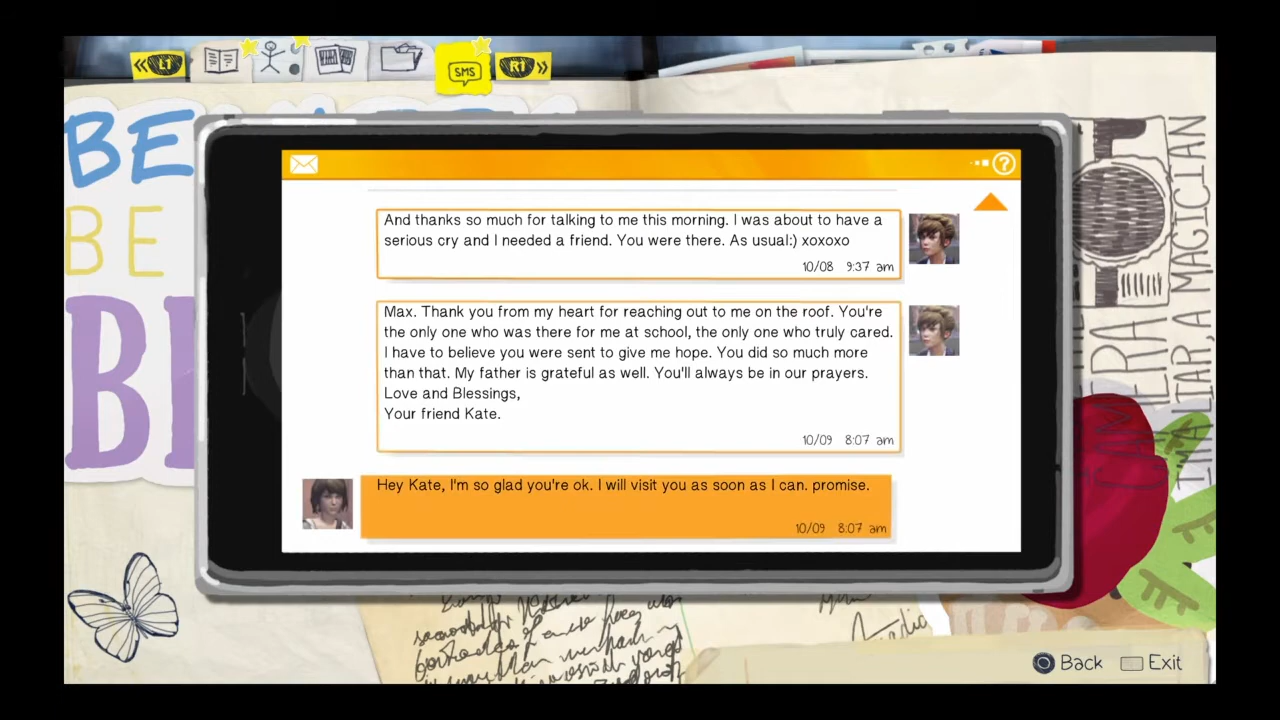 L1
SMS
R1
BE
BE
And thanks so much for talking to me this morning. I was about to have a
serious cry and I needed a friend. You were there. As usual:) xoxoxo
10/08 9:37 am
Max. Thank you from my heart for reaching out to me on the roof. You're
the only one who was there for me at school, the only one who truly cared.
I have to believe you were sent to give me hope. You did so much more
than that. My father is grateful as well. You'll always be in our prayers.
Love and Blessings,
Your friend Kate.
10/09 8:07 am
Hey Kate, I'm so glad you're ok. I will visit you as soon as I can. promise.
10/09 8:07 am
CAMERA
LIAR, A MAGICIAN
Back
Exit